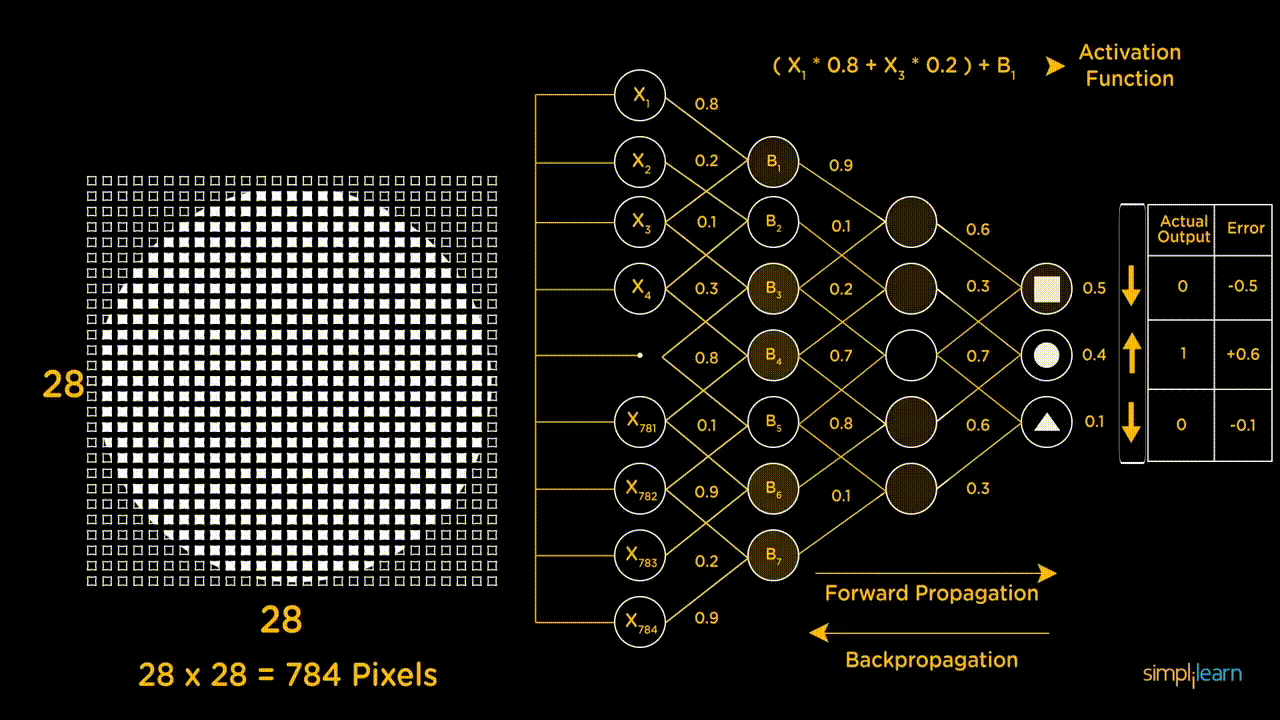 ( X₁ * 0.8 + X₃ * 0.2 ) + B₁
Activation
Function
X₁
0.8
X₂
0.2
B₁
0.9
X₃
0.1
B₂
0.1
0.6
X₄
0.3
B₃
0.2
0.3
0.5
0.8
B₄
0.7
0.7
0.4
X₇₈₁
0.1
B₅
0.8
0.6
0.1
X₇₈₂
0.9
B₆
0.1
0.3
X₇₈₃
0.2
B₇
X₇₈₄
0.9
Actual
Output
Error
0 -0.5
1 +0.6
0 -0.1
28
28
28 x 28 = 784 Pixels
Forward Propagation
Backpropagation
simplilearn